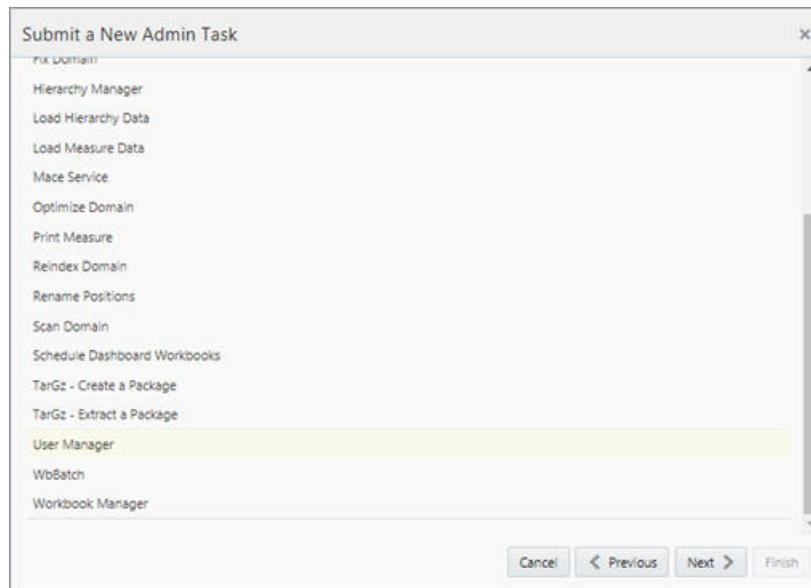 Submit a New Admin Task
Fix Domain
Hierarchy Manager
Load Hierarchy Data
Load Measure Data
Mace Service
Optimize Domain
Print Measure
Reindex Domain
Rename Positions
Scan Domain
Schedule Dashboard Workbooks
TarGz - Create a Package
TarGz - Extract a Package
User Manager
WbBatch
Workbook Manager
Cancel Previous Next Finish